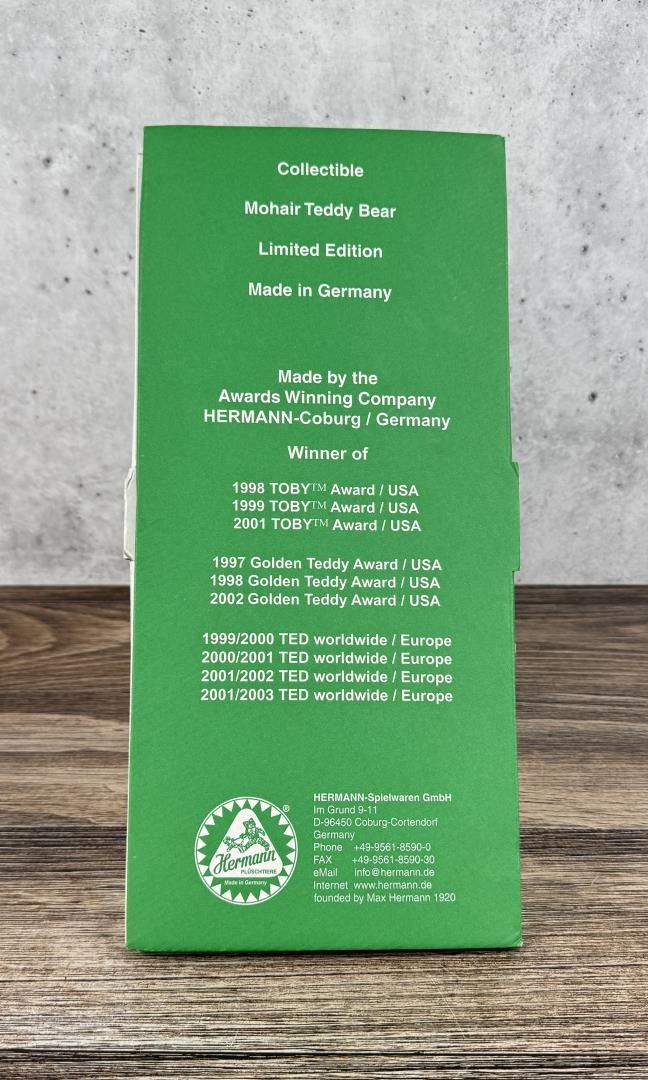 Collectible
Mohair Teddy Bear
Limited Edition
Made in Germany
Made by the
Awards Winning Company
HERMANN-Coburg / Germany
Winner of
1998 TOBY™ Award / USA
1999 TOBY™ Award / USA
2001 TOBY™ Award / USA
1997 Golden Teddy Award / USA
1998 Golden Teddy Award / USA
2002 Golden Teddy Award / USA
1999/2000 TED worldwide / Europe
2000/2001 TED worldwide / Europe
2001/2002 TED worldwide / Europe
2001/2003 TED worldwide / Europe
®
Hermann
PLÜSCHTIERE
Made in Germany
HERMANN-Spielwaren GmbH
Im Grund 9-11
D-96450 Coburg-Cortendorf
Germany
Phone +49-9561-8590-0
FAX +49-9561-8590-30
eMail info@hermann.de
Internet www.hermann.de
founded by Max Hermann 1920